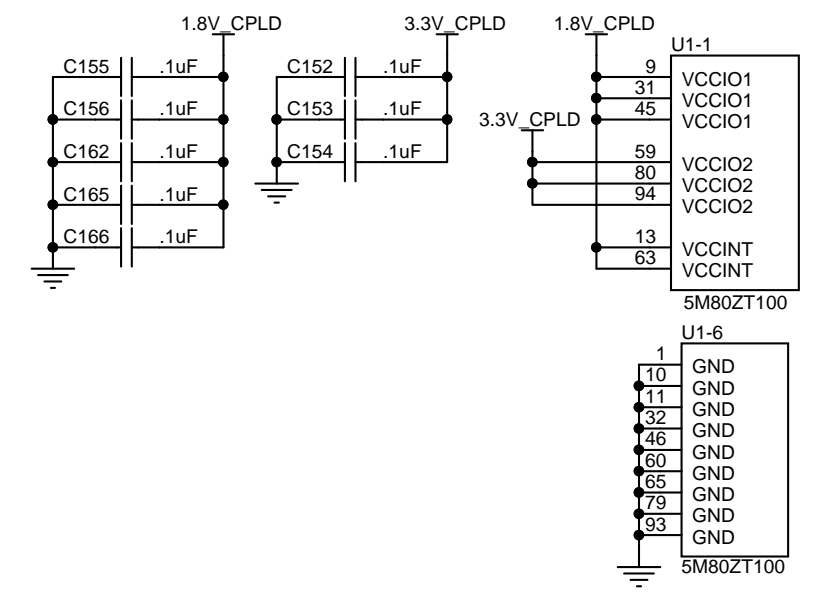 1.8V_CPLD
C155 .1uF
C156 .1uF
C162 .1uF
C165 .1uF
C166 .1uF
3.3V_CPLD
C152 .1uF
C153 .1uF
C154 .1uF
1.8V_CPLD
3.3V_CPLD
U1-1
9 VCCIO1
31 VCCIO1
45 VCCIO1
59 VCCIO2
80 VCCIO2
94 VCCIO2
13 VCCINT
63 VCCINT
5M80ZT100
U1-6
1 GND
10 GND
11 GND
32 GND
46 GND
60 GND
65 GND
79 GND
93 GND
5M80ZT100